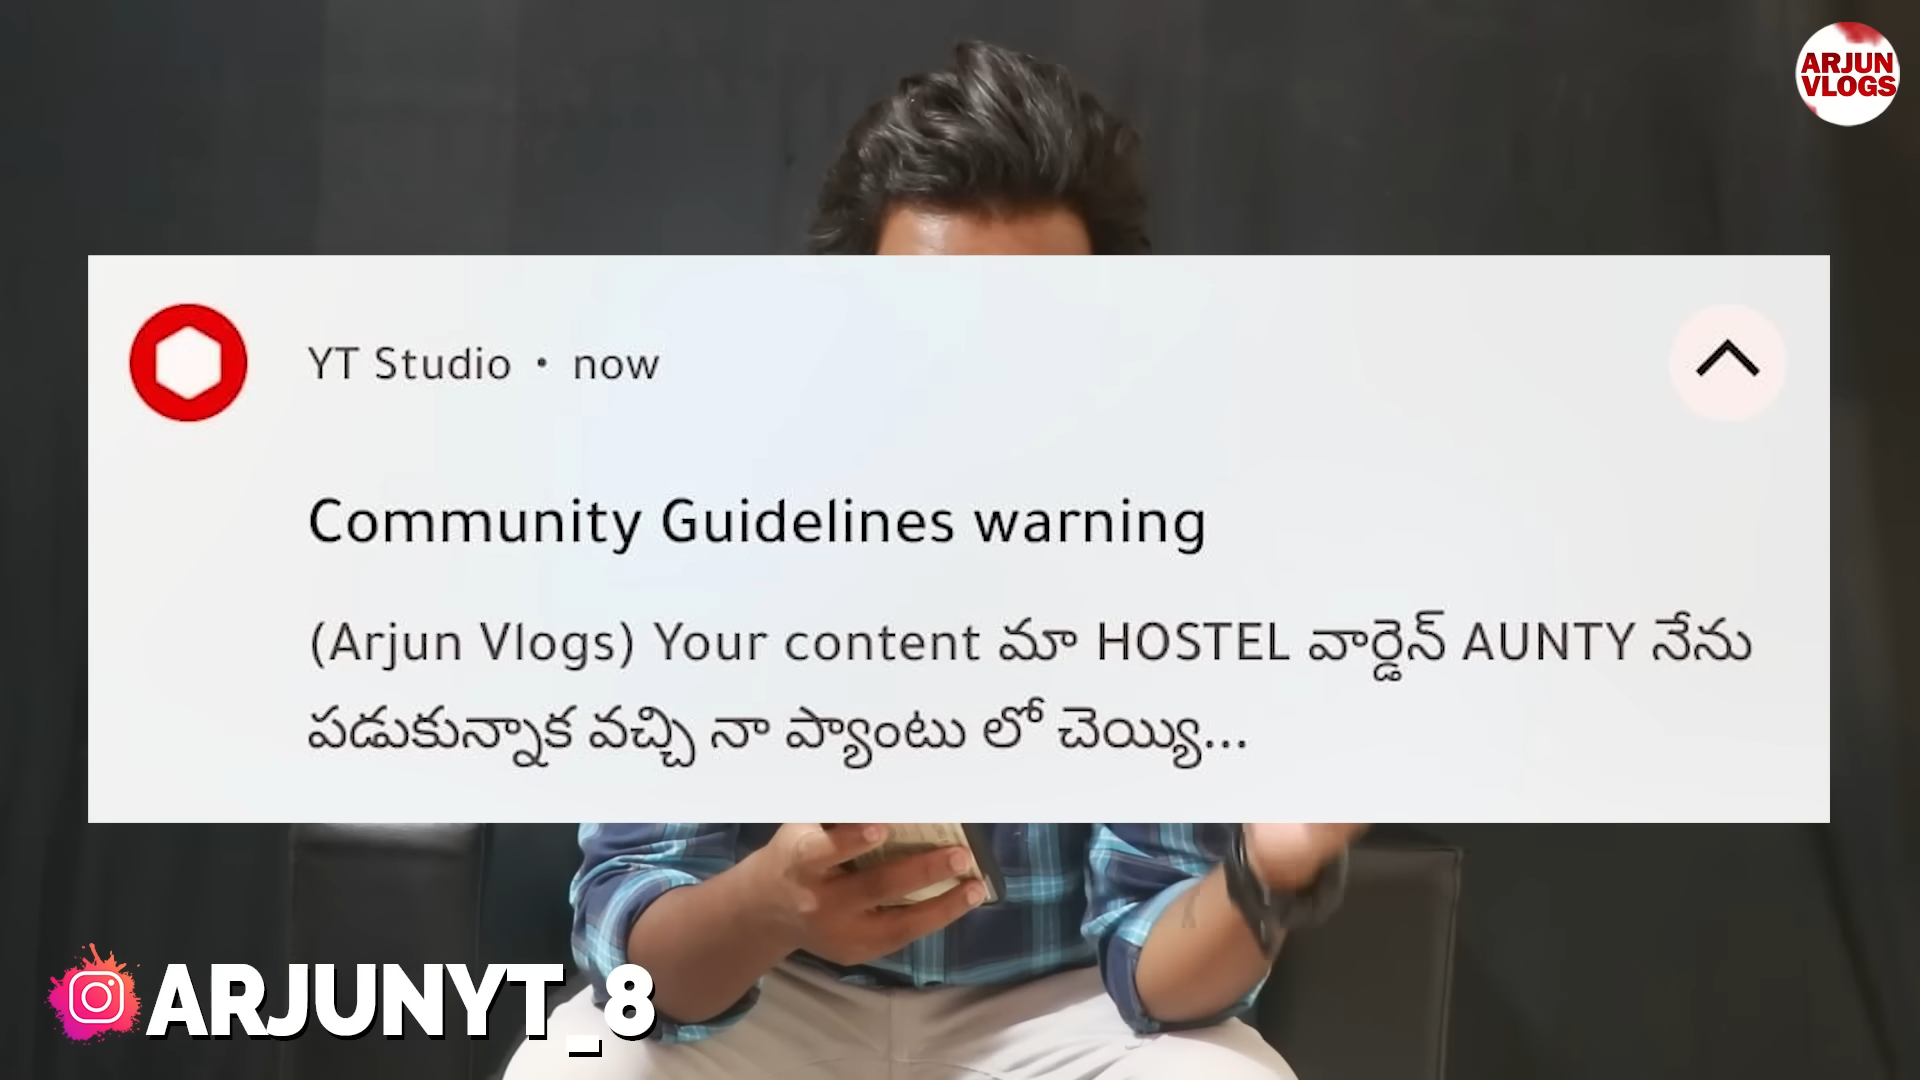 ARJUN
VLOGS
YT Studio • now
Community Guidelines warning
(Arjun Vlogs) Your content మా HOSTEL వార్డెన్ AUNTY నేను
పడుకున్నాక వచ్చి నా ప్యాంటు లో చెయ్యి...
ARJUNYT_8